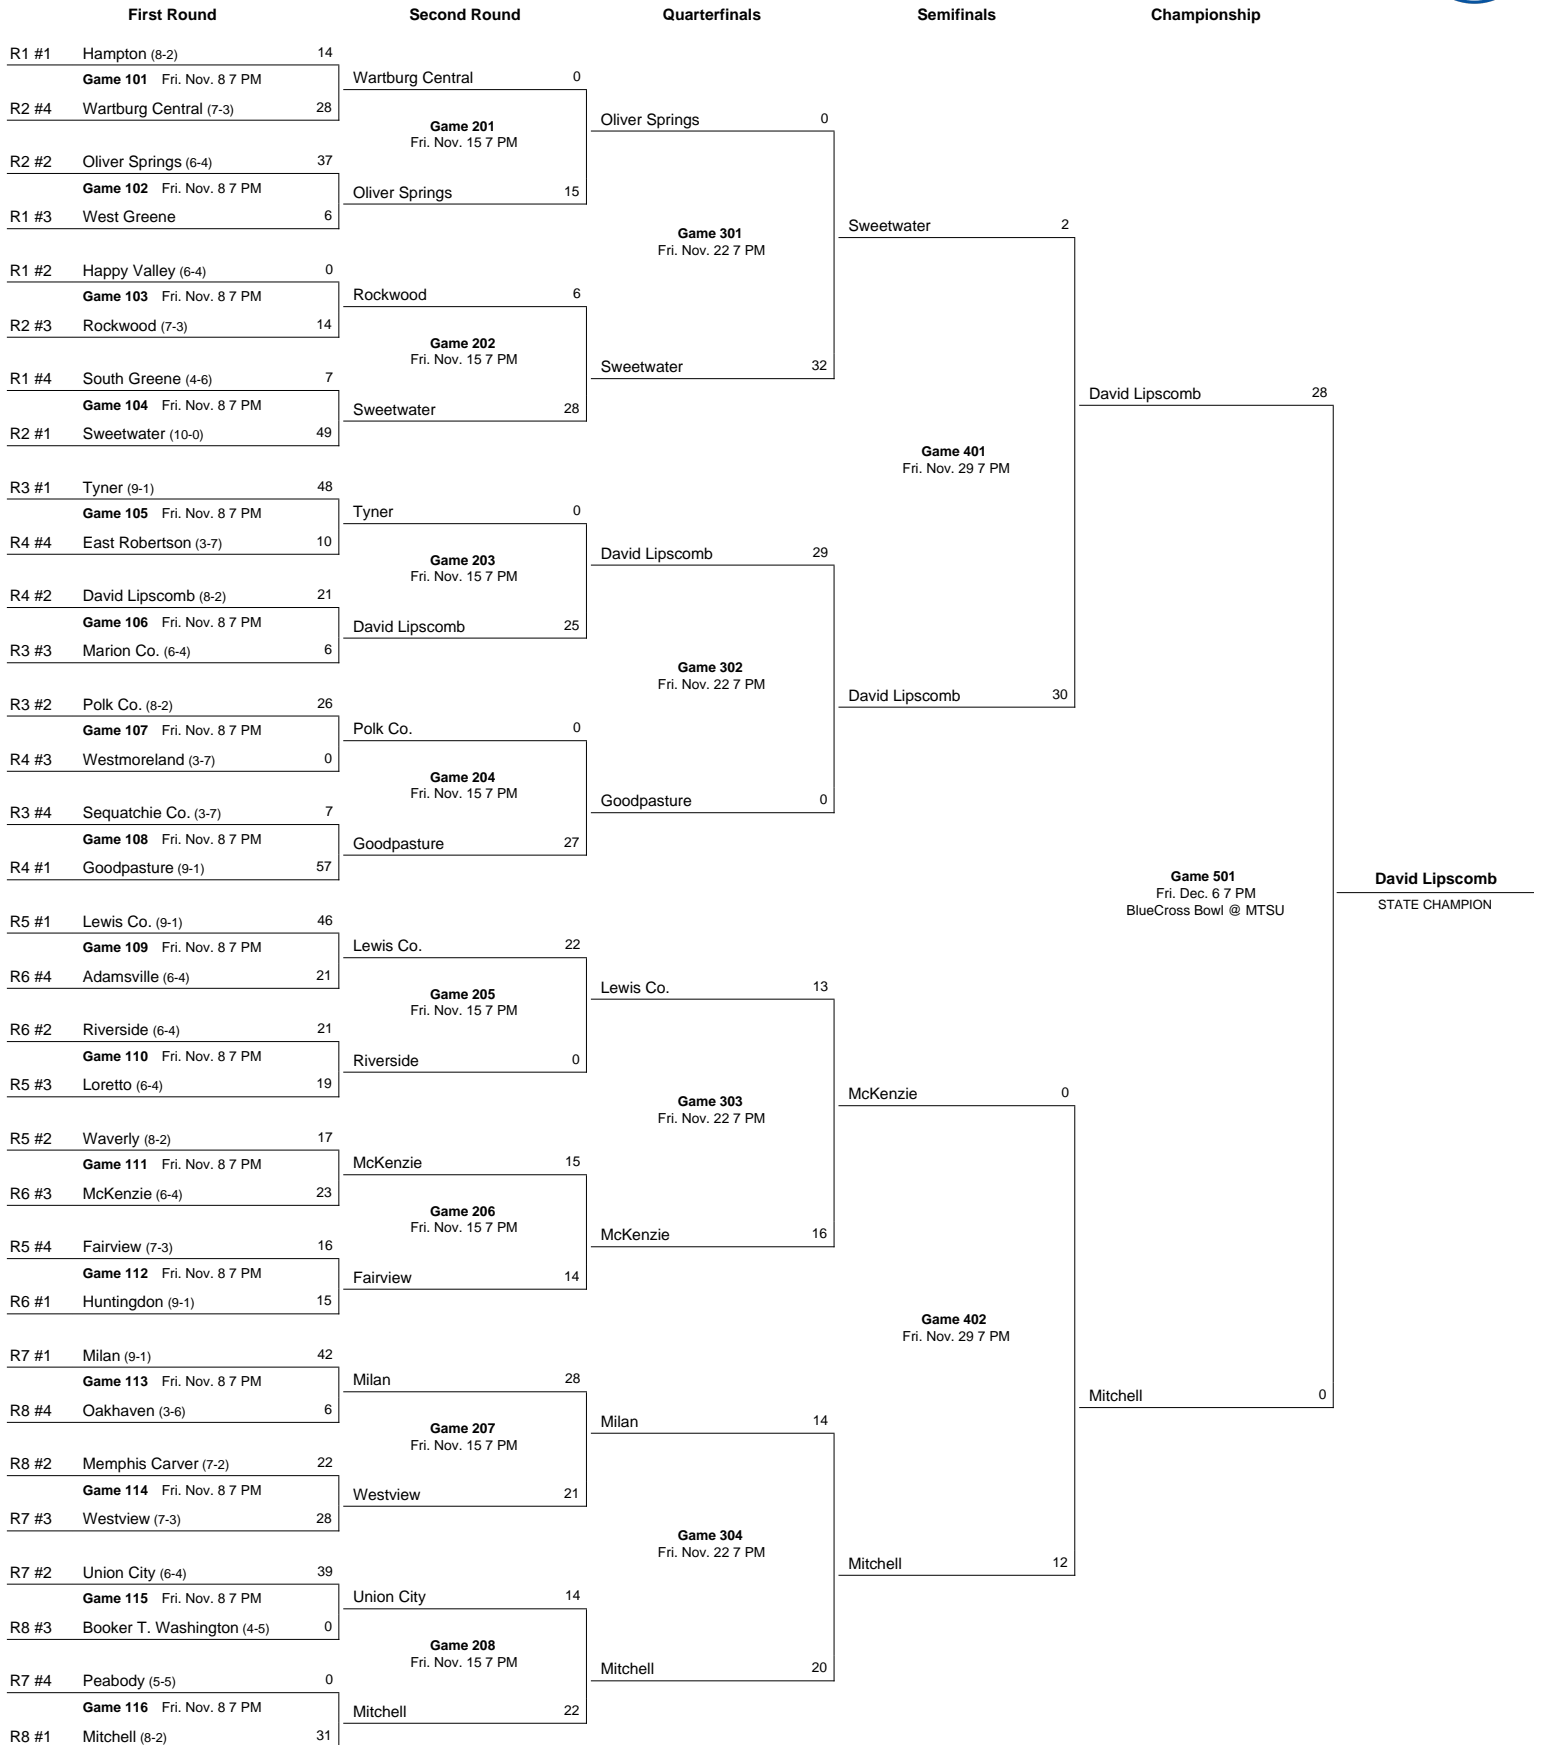 First Round Second Round Quarterfinals Semifinals Championship
R1 #1 Hampton (8-2) 14
Game 101 Fri. Nov. 8 7 PM
R2 #4 Wartburg Central (7-3) 28
R2 #2 Oliver Springs (6-4) 37
Game 102 Fri. Nov. 8 7 PM
R1 #3 West Greene 6
R1 #2 Happy Valley (6-4) 0
Game 103 Fri. Nov. 8 7 PM
R2 #3 Rockwood (7-3) 14
R1 #4 South Greene (4-6) 7
Game 104 Fri. Nov. 8 7 PM
R2 #1 Sweetwater (10-0) 49
R3 #1 Tyner (9-1) 48
Game 105 Fri. Nov. 8 7 PM
R4 #4 East Robertson (3-7) 10
R4 #2 David Lipscomb (8-2) 21
Game 106 Fri. Nov. 8 7 PM
R3 #3 Marion Co. (6-4) 6
R3 #2 Polk Co. (8-2) 26
Game 107 Fri. Nov. 8 7 PM
R4 #3 Westmoreland (3-7) 0
R3 #4 Sequatchie Co. (3-7) 7
Game 108 Fri. Nov. 8 7 PM
R4 #1 Goodpasture (9-1) 57
R5 #1 Lewis Co. (9-1) 46
Game 109 Fri. Nov. 8 7 PM
R6 #4 Adamsville (6-4) 21
R6 #2 Riverside (6-4) 21
Game 110 Fri. Nov. 8 7 PM
R5 #3 Loretto (6-4) 19
R5 #2 Waverly (8-2) 17
Game 111 Fri. Nov. 8 7 PM
R6 #3 McKenzie (6-4) 23
R5 #4 Fairview (7-3) 16
Game 112 Fri. Nov. 8 7 PM
R6 #1 Huntingdon (9-1) 15
R7 #1 Milan (9-1) 42
Game 113 Fri. Nov. 8 7 PM
R8 #4 Oakhaven (3-6) 6
R8 #2 Memphis Carver (7-2) 22
Game 114 Fri. Nov. 8 7 PM
R7 #3 Westview (7-3) 28
R7 #2 Union City (6-4) 39
Game 115 Fri. Nov. 8 7 PM
R8 #3 Booker T. Washington (4-5) 0
R7 #4 Peabody (5-5) 0
Game 116 Fri. Nov. 8 7 PM
R8 #1 Mitchell (8-2) 31
Wartburg Central 0
Game 201
Fri. Nov. 15 7 PM
Oliver Springs 15
Rockwood 6
Game 202
Fri. Nov. 15 7 PM
Sweetwater 28
Tyner 0
Game 203
Fri. Nov. 15 7 PM
David Lipscomb 25
Polk Co. 0
Game 204
Fri. Nov. 15 7 PM
Goodpasture 27
Lewis Co. 22
Game 205
Fri. Nov. 15 7 PM
Riverside 0
McKenzie 15
Game 206
Fri. Nov. 15 7 PM
Fairview 14
Milan 28
Game 207
Fri. Nov. 15 7 PM
Westview 21
Union City 14
Game 208
Fri. Nov. 15 7 PM
Mitchell 22
Oliver Springs 0
Game 301
Fri. Nov. 22 7 PM
Sweetwater 32
David Lipscomb 29
Game 302
Fri. Nov. 22 7 PM
Goodpasture 0
Lewis Co. 13
Game 303
Fri. Nov. 22 7 PM
McKenzie 16
Milan 14
Game 304
Fri. Nov. 22 7 PM
Mitchell 20
Sweetwater 2
Game 401
Fri. Nov. 29 7 PM
David Lipscomb 30
McKenzie 0
Game 402
Fri. Nov. 29 7 PM
Mitchell 12
David Lipscomb 28
Game 501
Fri. Dec. 6 7 PM
BlueCross Bowl @ MTSU
Mitchell 0
David Lipscomb
STATE CHAMPION